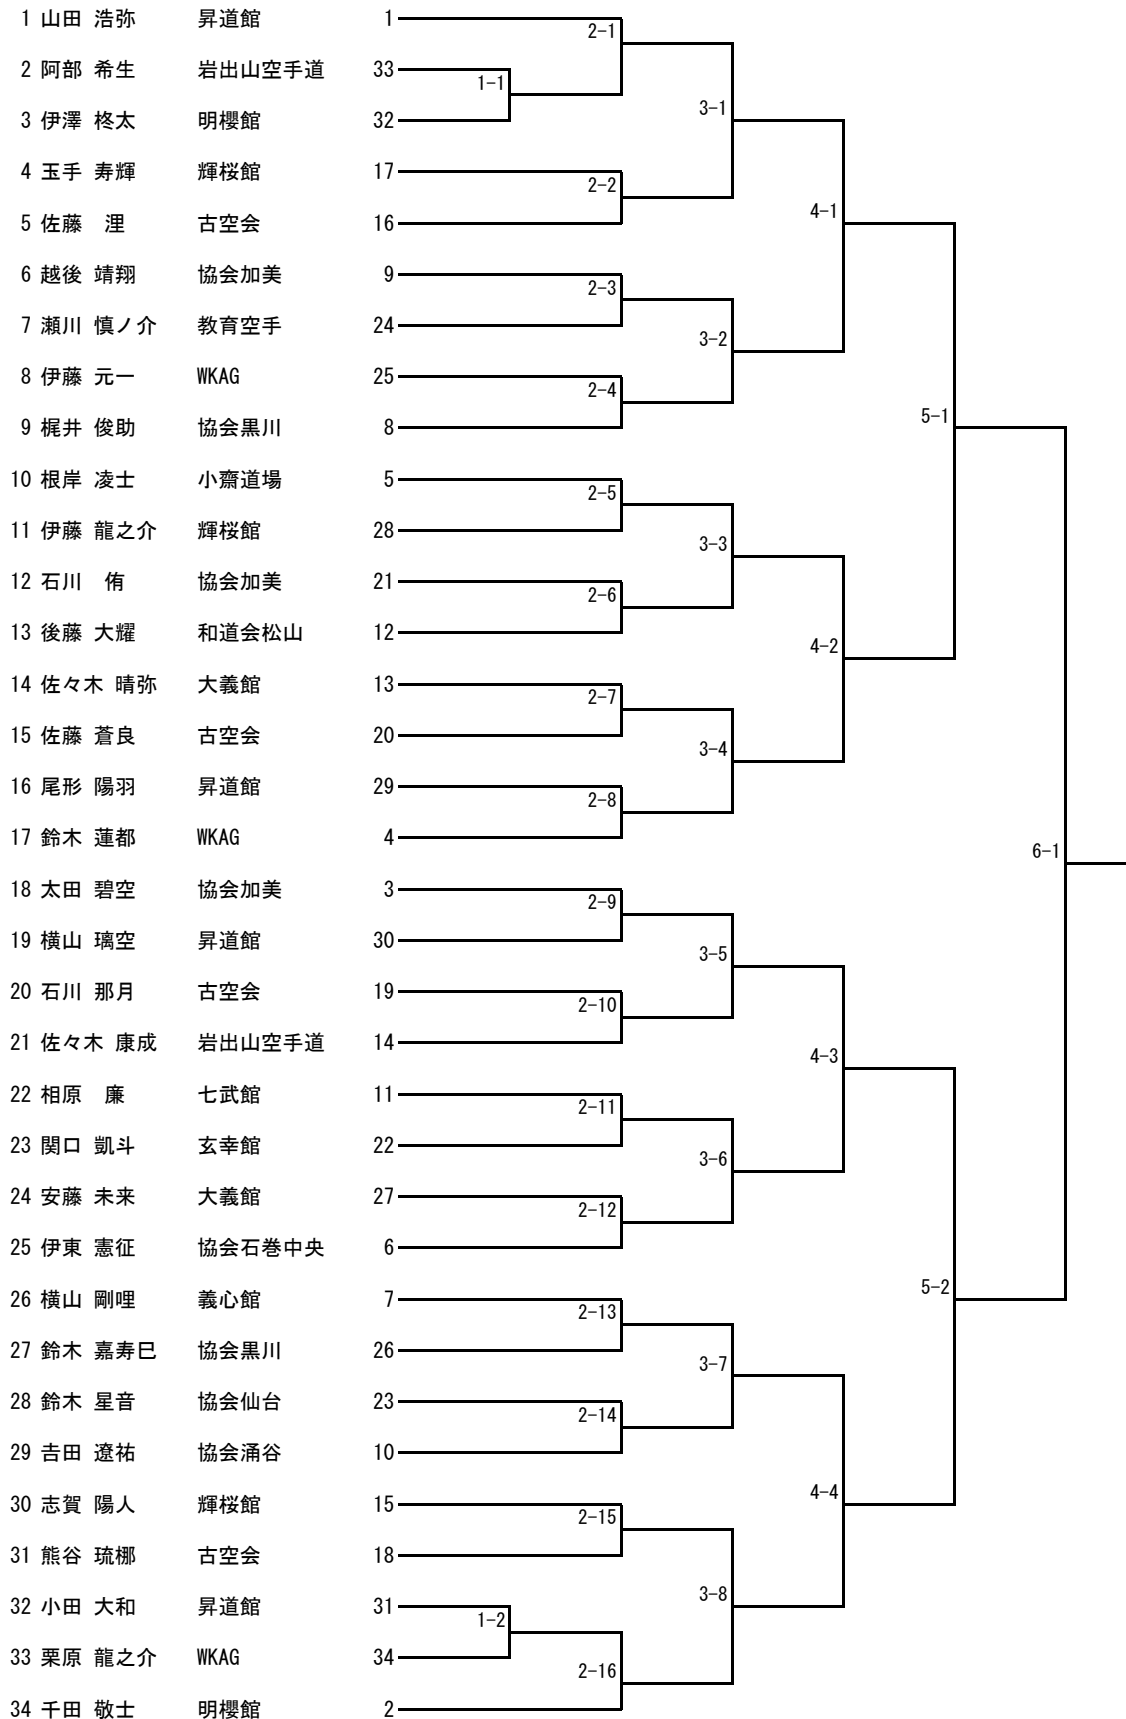 1 山田 浩弥 昇道館 1
2-1
2 阿部 希生 岩出山空手道 33
1-1
3 伊澤 柊太 明櫻館 32
3-1
4 玉手 寿輝 輝桜館 17
2-2
5 佐藤 浬 古空会 16
4-1
6 越後 靖翔 協会加美 9
2-3
7 瀬川 慎ノ介 教育空手 24
3-2
8 伊藤 元一 WKAG 25
2-4
9 梶井 俊助 協会黒川 8
5-1
10 根岸 凌士 小齋道場 5
2-5
11 伊藤 龍之介 輝桜館 28
3-3
12 石川 侑 協会加美 21
2-6
13 後藤 大耀 和道会松山 12
4-2
14 佐々木 晴弥 大義館 13
2-7
15 佐藤 蒼良 古空会 20
3-4
16 尾形 陽羽 昇道館 29
2-8
17 鈴木 蓮都 WKAG 4
6-1
18 太田 碧空 協会加美 3
2-9
19 横山 璃空 昇道館 30
3-5
20 石川 那月 古空会 19
2-10
21 佐々木 康成 岩出山空手道 14
4-3
22 相原 廉 七武館 11
2-11
23 関口 凱斗 玄幸館 22
3-6
24 安藤 未来 大義館 27
2-12
25 伊東 憲征 協会石巻中央 6
5-2
26 横山 剛哩 義心館 7
2-13
27 鈴木 嘉寿巳 協会黒川 26
3-7
28 鈴木 星音 協会仙台 23
2-14
29 吉田 遼祐 協会涌谷 10
4-4
30 志賀 陽人 輝桜館 15
2-15
31 熊谷 琉梛 古空会 18
3-8
32 小田 大和 昇道館 31
1-2
33 栗原 龍之介 WKAG 34
2-16
34 千田 敬士 明櫻館 2